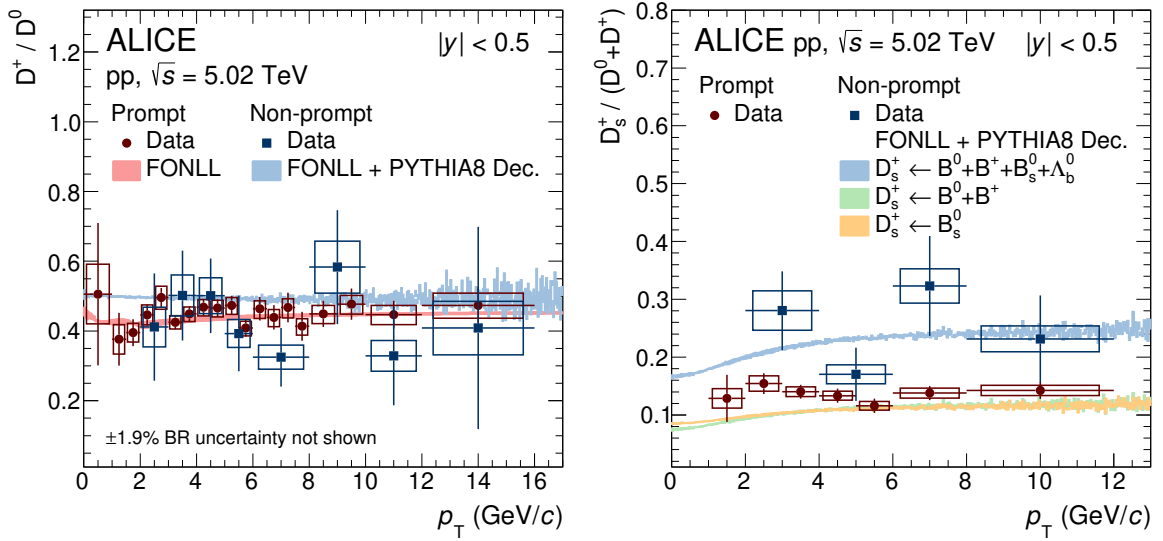 ALICE |y| < 0.5
pp, √s = 5.02 TeV
Prompt Non-prompt
Data Data
FONLL FONLL + PYTHIA8 Dec.
D⁺ / D⁰
1.2
1.0
0.8
0.6
0.4
0.2
±1.9% BR uncertainty not shown
0 2 4 6 8 10 12 14 16
p_T (GeV/c)
ALICE pp, √s = 5.02 TeV |y| < 0.5
Prompt Non-prompt
Data Data
FONLL + PYTHIA8 Dec.
D_s⁺ ← B⁰+B⁺+B_s⁰+Λ_b⁰
D_s⁺ ← B⁰+B⁺
D_s⁺ ← B_s⁰
D_s⁺ / (D⁰+D⁺)
0.8
0.7
0.6
0.5
0.4
0.3
0.2
0.1
0 2 4 6 8 10 12
p_T (GeV/c)